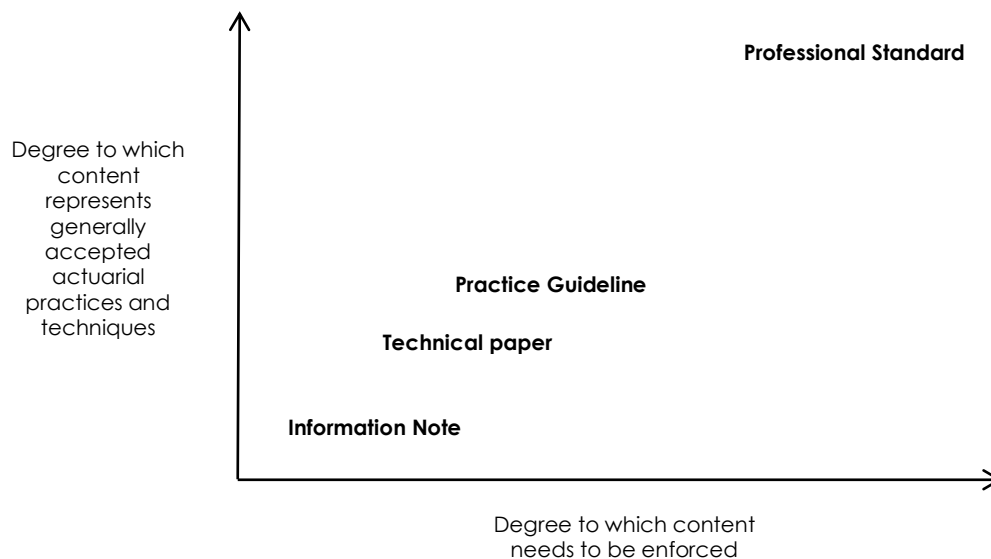 Professional Standard
Degree to which
content
represents
generally
accepted
actuarial
practices and
techniques
Practice Guideline
Technical paper
Information Note
Degree to which content
needs to be enforced